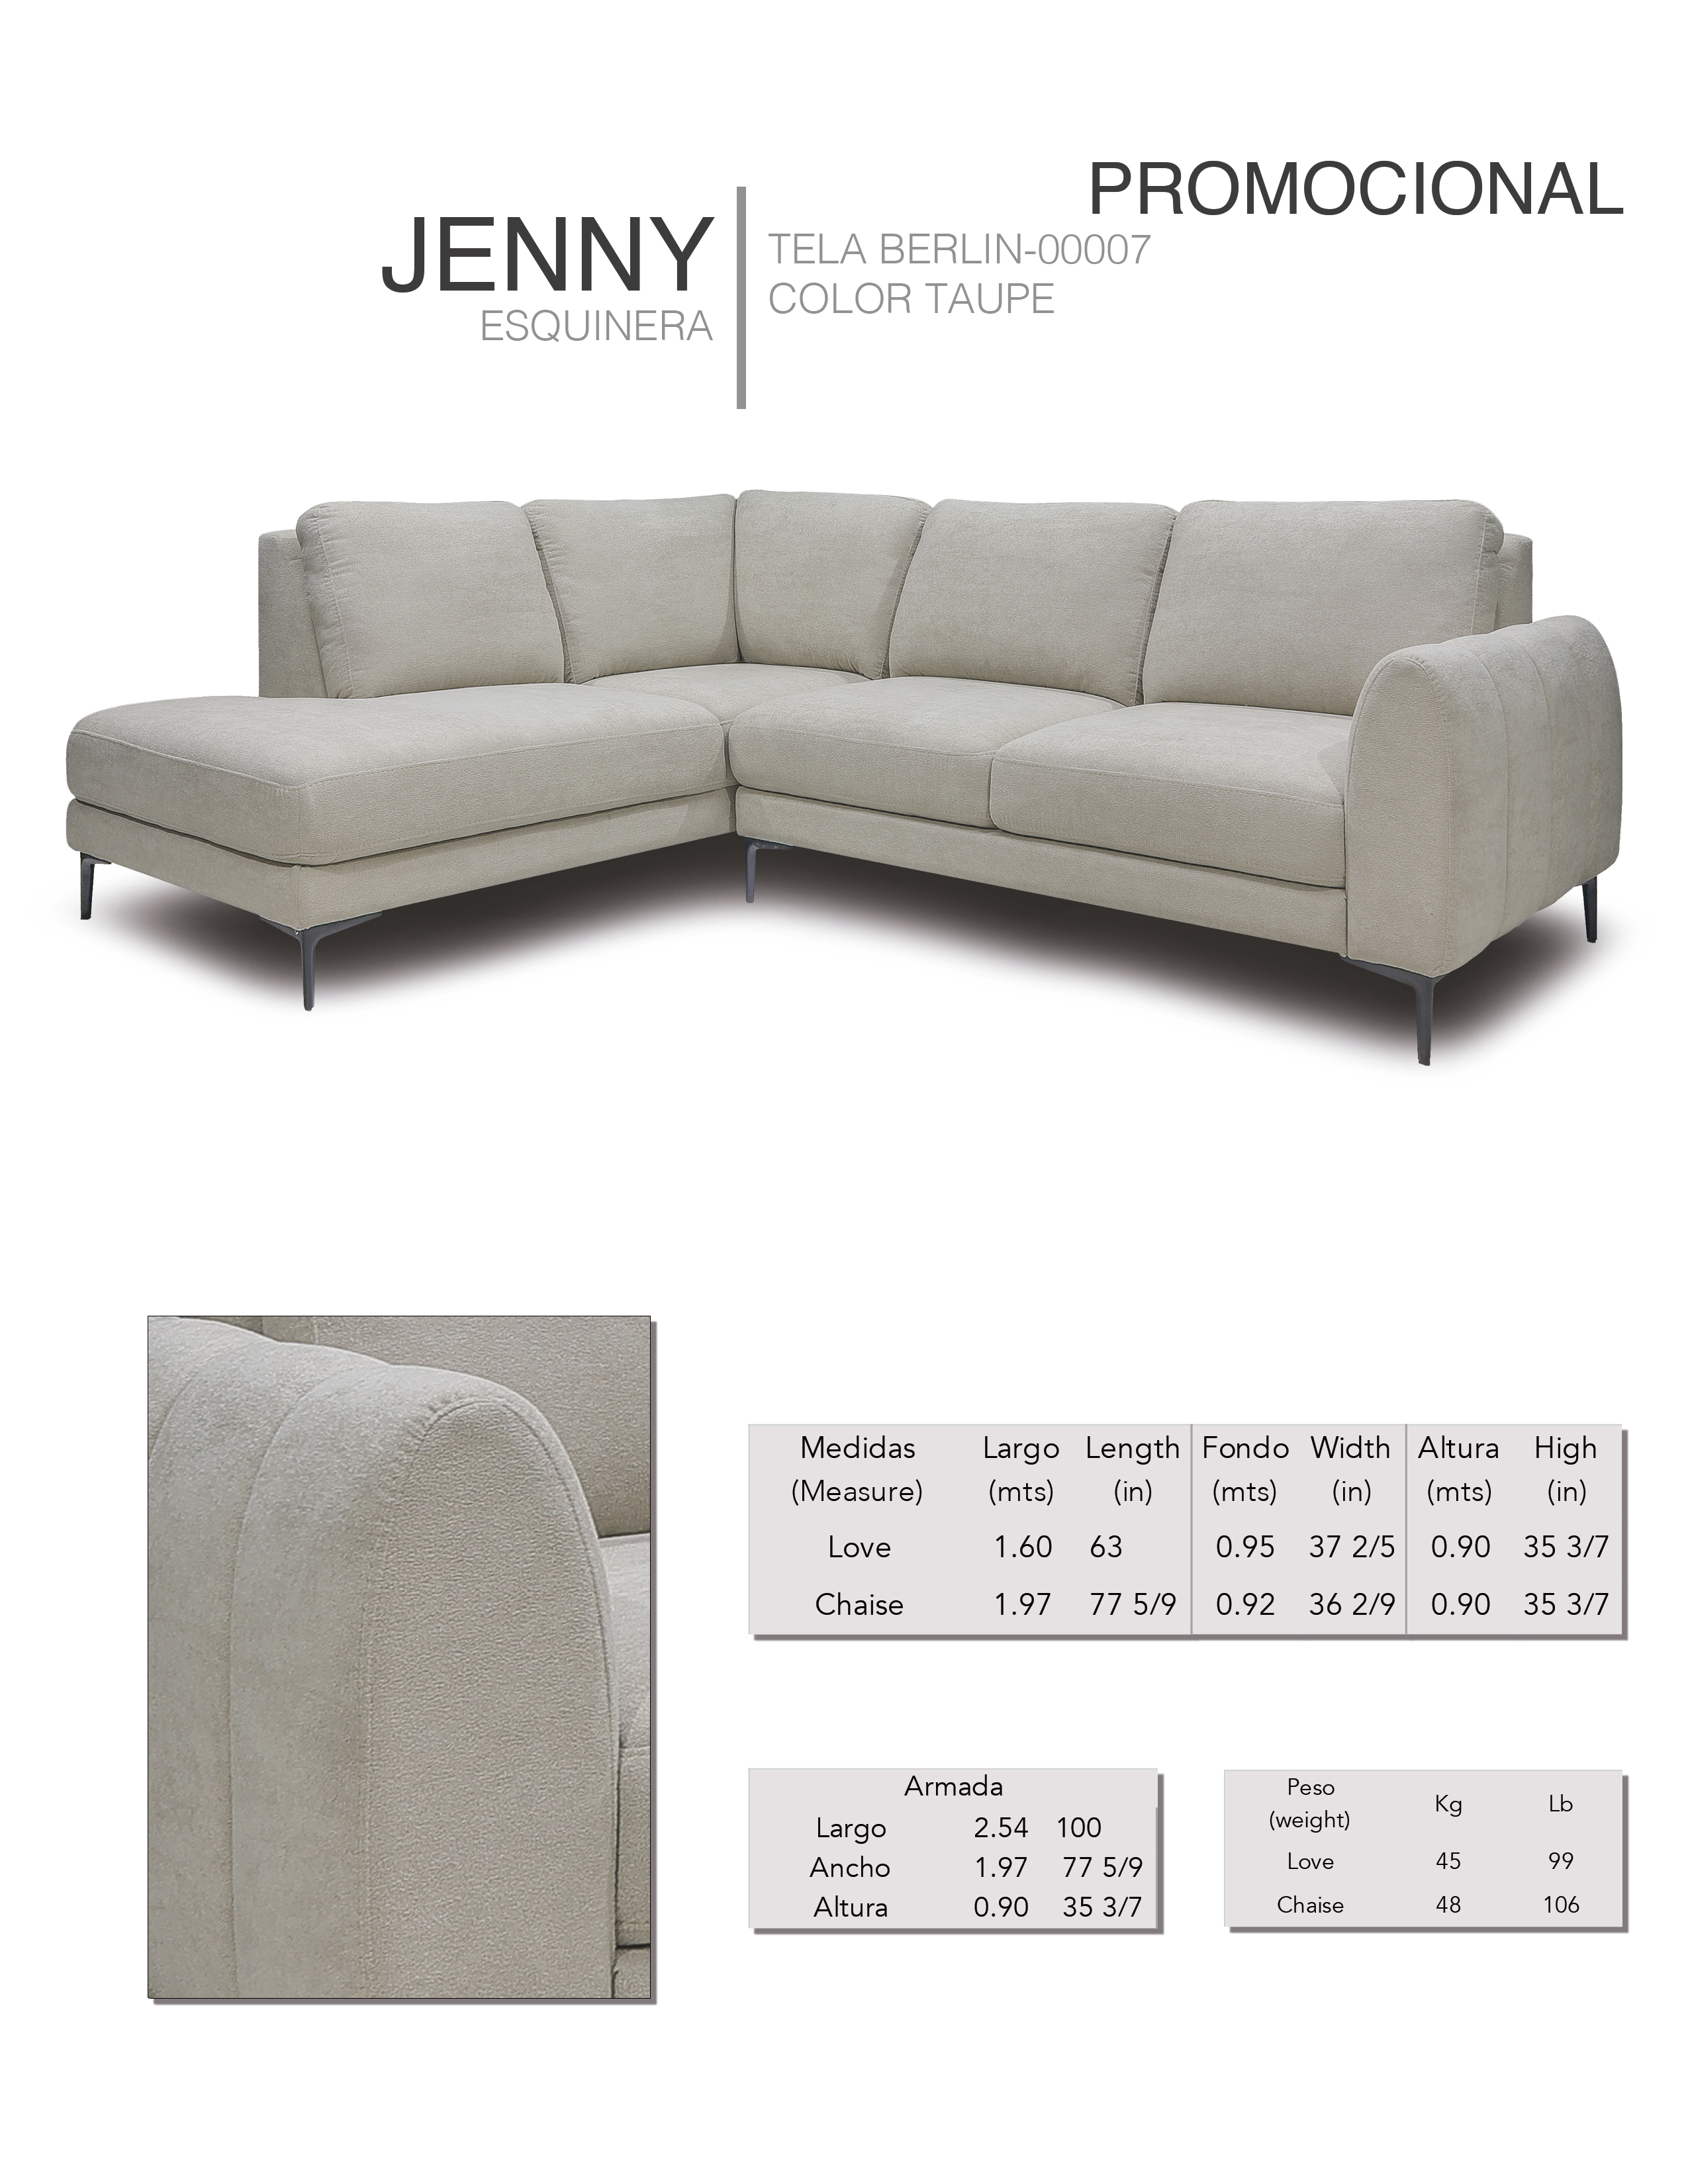 PROMOCIONAL
JENNY
ESQUINERA
TELA BERLIN-00007
COLOR TAUPE
Medidas Largo Length Fondo Width Altura High
(Measure) (mts) (in) (mts) (in) (mts) (in)
Love 1.60 63 0.95 37 2/5 0.90 35 3/7
Chaise 1.97 77 5/9 0.92 36 2/9 0.90 35 3/7
Armada
Largo 2.54 100
Ancho 1.97 77 5/9
Altura 0.90 35 3/7
Peso
(weight) Kg Lb
Love 45 99
Chaise 48 106